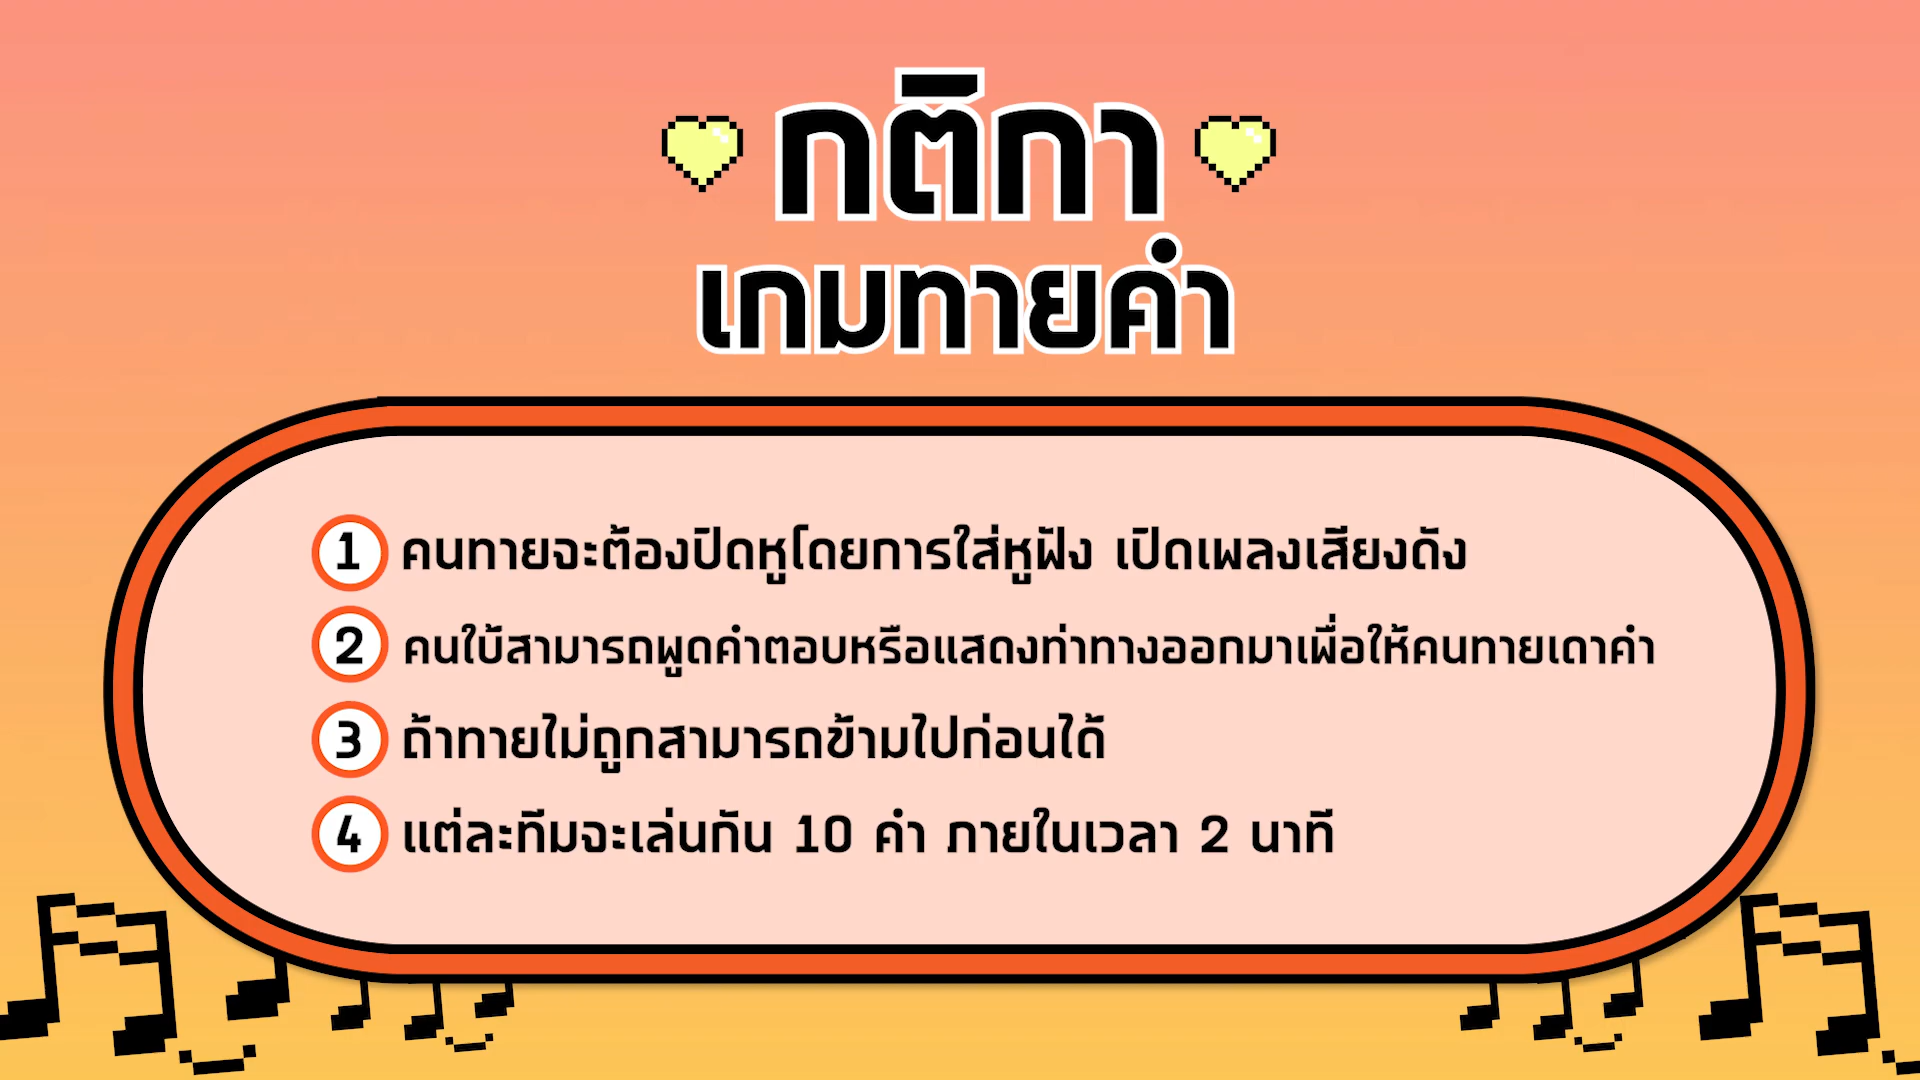 กติกา
เกมทายคำ
1 คนทายจะต้องปิดหูโดยการใส่หูฟัง เปิดเพลงเสียงดัง
2 คนใบ้สามารถพูดคำตอบหรือแสดงท่าทางออกมาเพื่อให้คนทายเดาคำ
3 ถ้าทายไม่ถูกสามารถข้ามไปก่อนได้
4 แต่ละทีมจะเล่นกัน 10 คำ ภายในเวลา 2 นาที